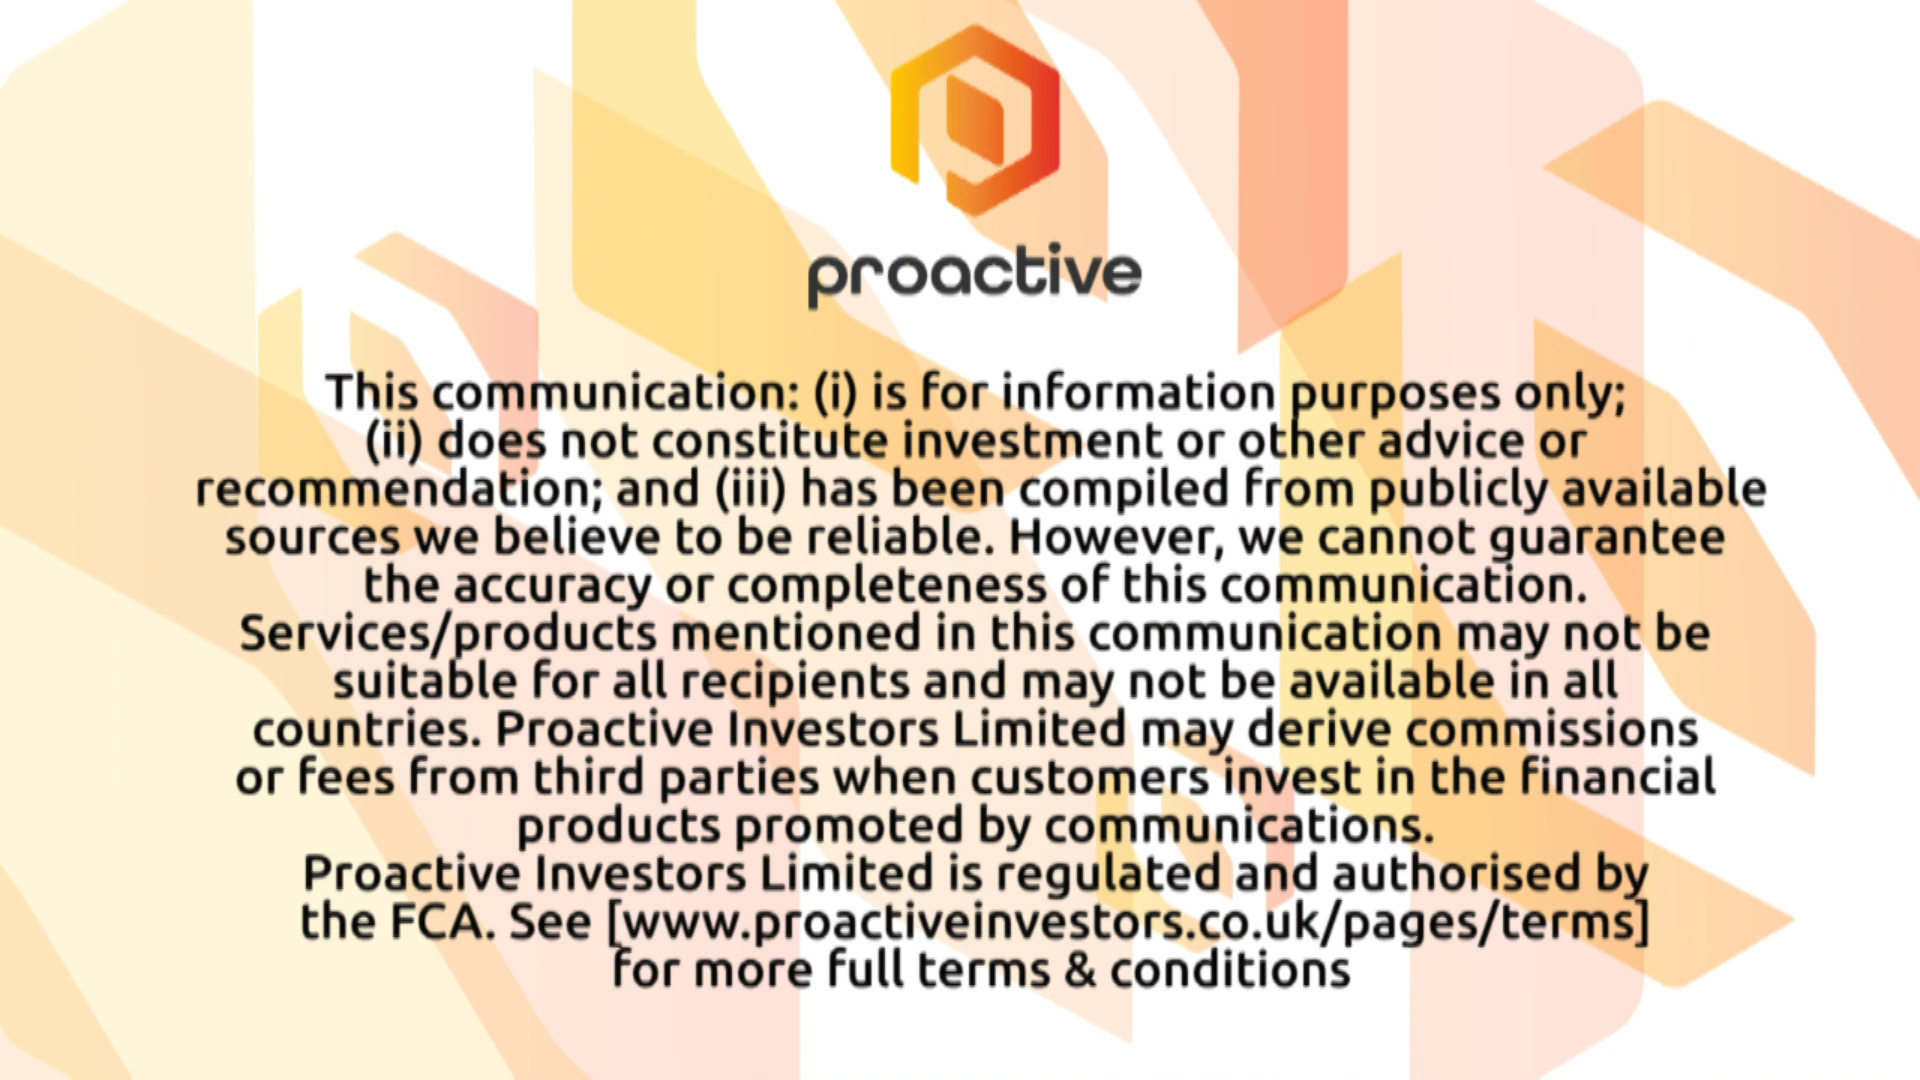 proactive
This communication: (i) is for information purposes only;
(ii) does not constitute investment or other advice or
recommendation; and (iii) has been compiled from publicly available
sources we believe to be reliable. However, we cannot guarantee
the accuracy or completeness of this communication.
Services/products mentioned in this communication may not be
suitable for all recipients and may not be available in all
countries. Proactive Investors Limited may derive commissions
or fees from third parties when customers invest in the financial
products promoted by communications.
Proactive Investors Limited is regulated and authorised by
the FCA. See [www.proactiveinvestors.co.uk/pages/terms]
for more full terms & conditions